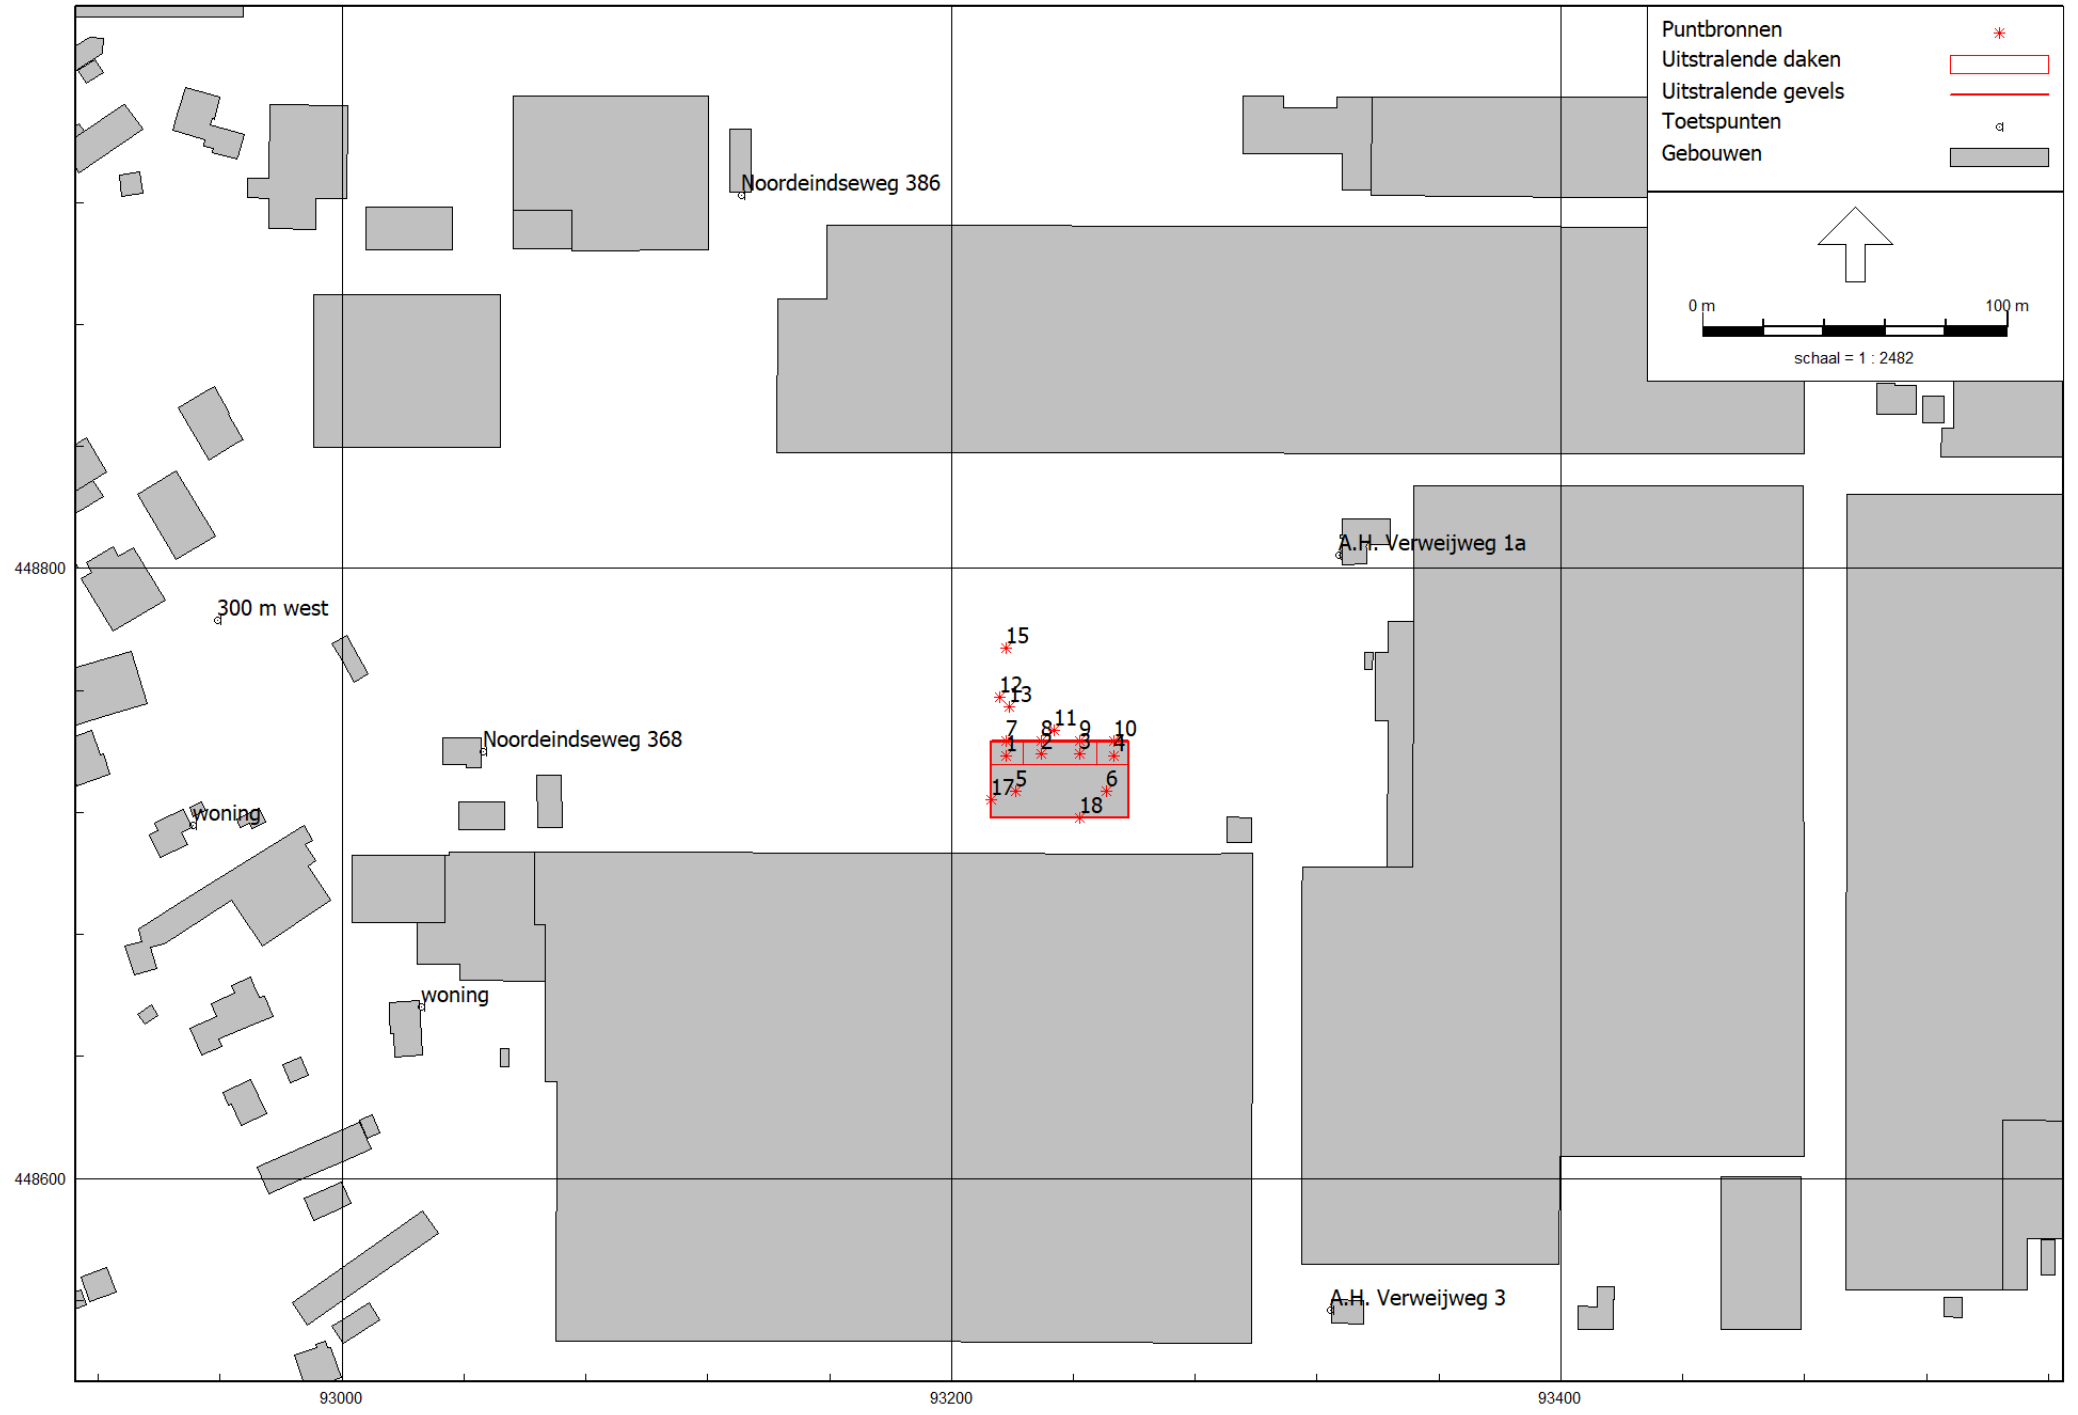 Puntbronnen
Uitstralende daken
Uitstralende gevels
Toetspunten
Gebouwen
0 m 100 m
schaal = 1 : 2482
Noordeindseweg 386
A.H. Verweijweg 1a
448800
300 m west
15
12
13
11
7 8 9 10
1 2 3 4
Noordeindseweg 368
5 6
17
18
woning
woning
448600
A.H. Verweijweg 3
93000 93200 93400